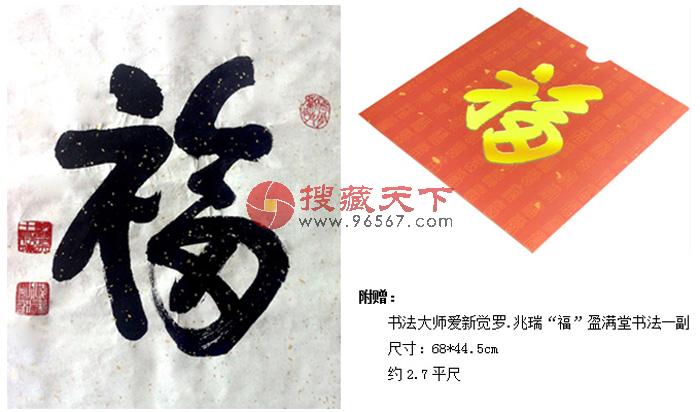 福
福
搜藏天下
www.96567.com
附赠：
书法大师爱新觉罗.兆瑞“福”盈满堂书法一副
尺寸：68*44.5cm
约2.7平尺